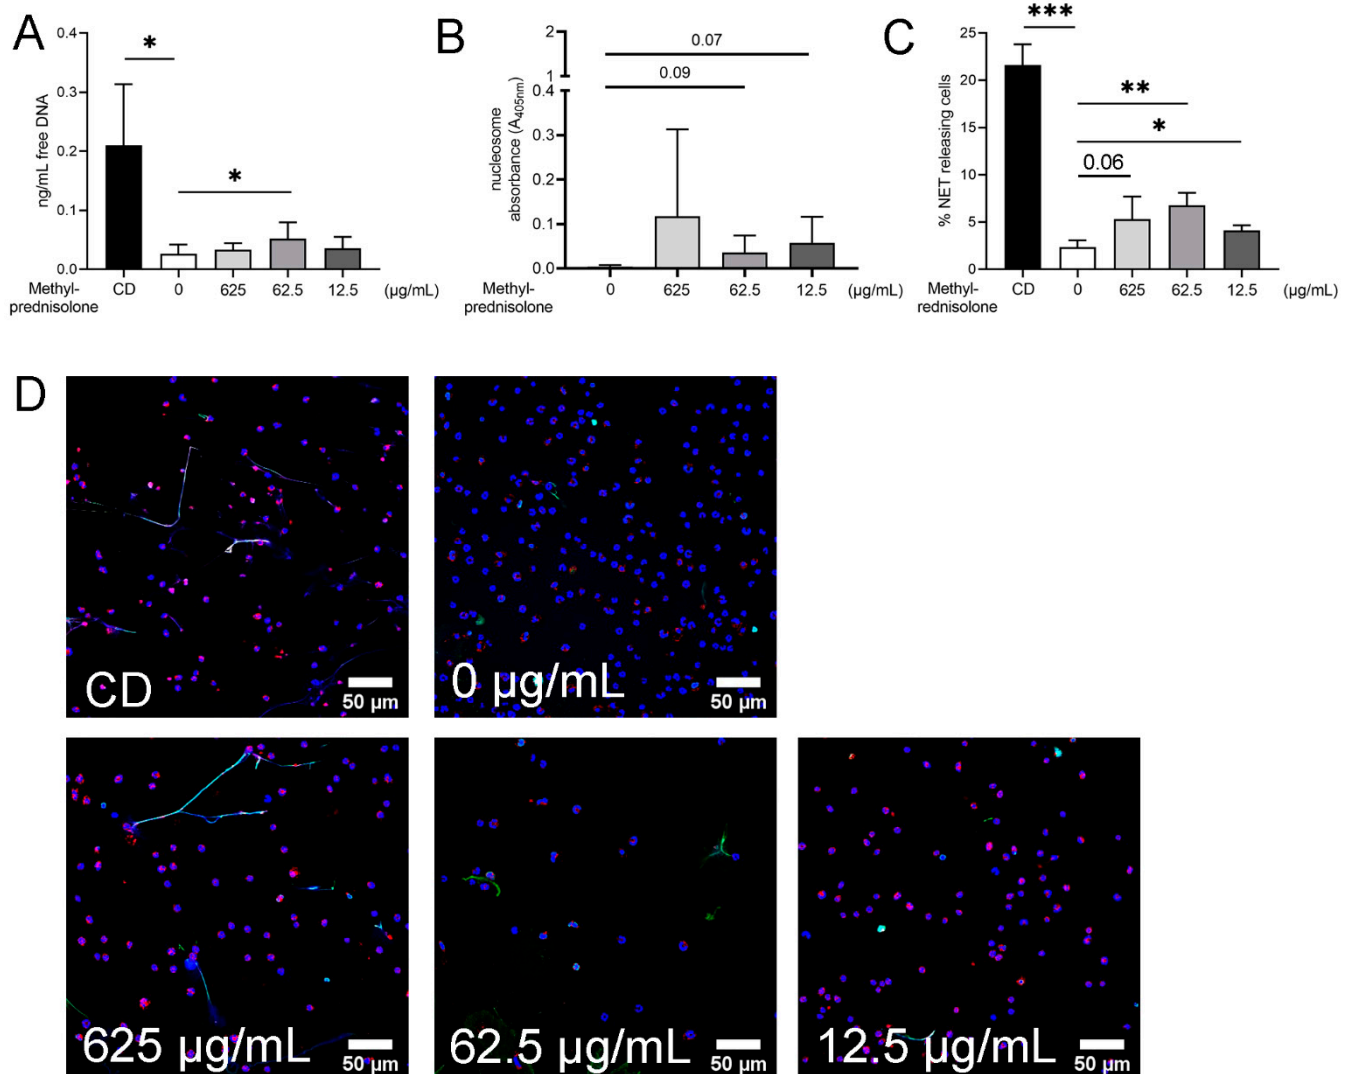 A
*
*
0.4
0.3
0.2
0.1
0.0
ng/mL free DNA
Methyl-
prednisolone
CD 0 625 62.5 12.5 (µg/mL)
B
0.07
0.09
2
1
0.4
0.3
0.2
0.1
0.0
nucleosome
absorbance (A405nm)
Methyl-
prednisolone
0 625 62.5 12.5 (µg/mL)
C
***
**
*
0.06
25
20
15
10
5
0
% NET releasing cells
Methyl-
rednisolone
CD 0 625 62.5 12.5 (µg/mL)
D
CD
50 µm
0 µg/mL
50 µm
625 µg/mL
50 µm
62.5 µg/mL
50 µm
12.5 µg/mL
50 µm